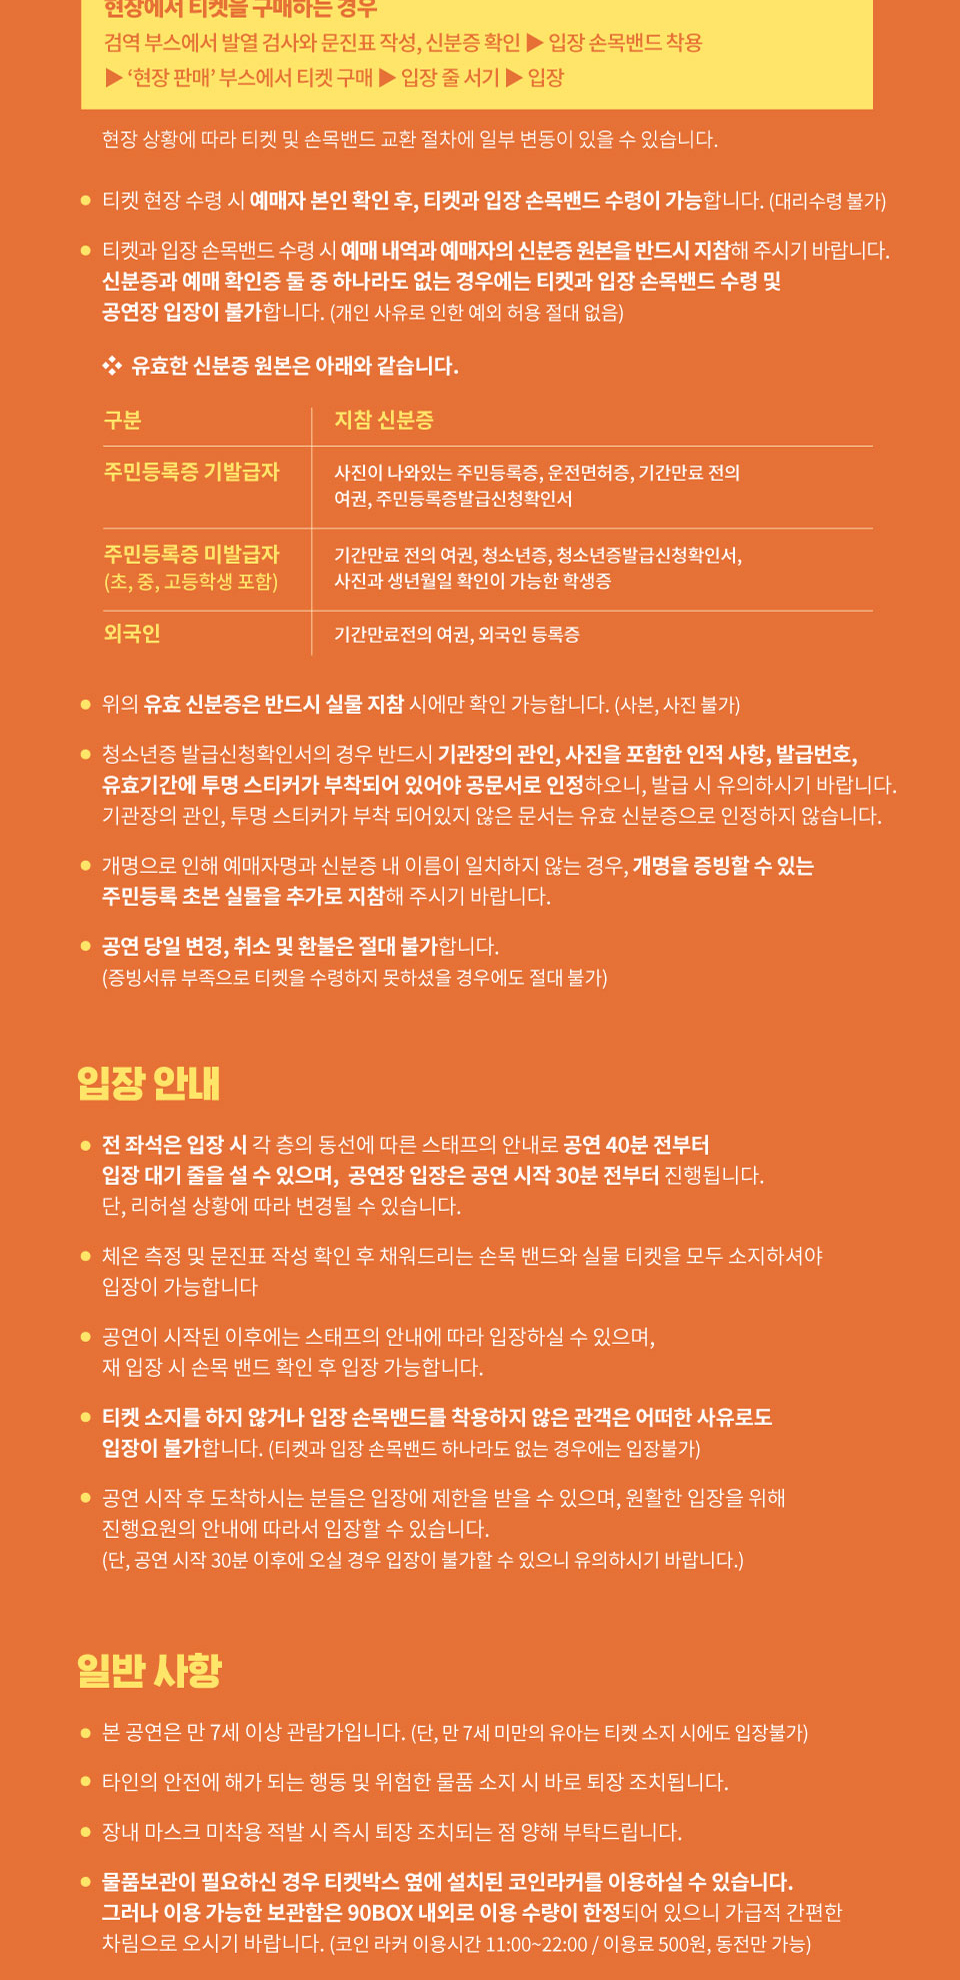 현장에서 티켓을 구매하는 경우
검역 부스에서 발열 검사와 문진표 작성, 신분증 확인 ▶ 입장 손목밴드 착용
▶ ‘현장 판매’ 부스에서 티켓 구매 ▶ 입장 줄 서기 ▶ 입장
현장 상황에 따라 티켓 및 손목밴드 교환 절차에 일부 변동이 있을 수 있습니다.
● 티켓 현장 수령 시 예매자 본인 확인 후, 티켓과 입장 손목밴드 수령이 가능합니다. (대리수령 불가)
● 티켓과 입장 손목밴드 수령 시 예매 내역과 예매자의 신분증 원본을 반드시 지참해 주시기 바랍니다.
신분증과 예매 확인증 둘 중 하나라도 없는 경우에는 티켓과 입장 손목밴드 수령 및
공연장 입장이 불가합니다. (개인 사유로 인한 예외 허용 절대 없음)
❖ 유효한 신분증 원본은 아래와 같습니다.
구분 지참 신분증
주민등록증 기발급자 사진이 나와있는 주민등록증, 운전면허증, 기간만료 전의
여권, 주민등록증발급신청확인서
주민등록증 미발급자 기간만료 전의 여권, 청소년증, 청소년증발급신청확인서,
(초, 중, 고등학생 포함) 사진과 생년월일 확인이 가능한 학생증
외국인 기간만료전의 여권, 외국인 등록증
● 위의 유효 신분증은 반드시 실물 지참 시에만 확인 가능합니다. (사본, 사진 불가)
● 청소년증 발급신청확인서의 경우 반드시 기관장의 관인, 사진을 포함한 인적 사항, 발급번호,
유효기간에 투명 스티커가 부착되어 있어야 공문서로 인정하오니, 발급 시 유의하시기 바랍니다.
기관장의 관인, 투명 스티커가 부착 되어있지 않은 문서는 유효 신분증으로 인정하지 않습니다.
● 개명으로 인해 예매자명과 신분증 내 이름이 일치하지 않는 경우, 개명을 증빙할 수 있는
주민등록 초본 실물을 추가로 지참해 주시기 바랍니다.
● 공연 당일 변경, 취소 및 환불은 절대 불가합니다.
(증빙서류 부족으로 티켓을 수령하지 못하셨을 경우에도 절대 불가)
입장 안내
● 전 좌석은 입장 시 각 층의 동선에 따른 스태프의 안내로 공연 40분 전부터
입장 대기 줄을 설 수 있으며, 공연장 입장은 공연 시작 30분 전부터 진행됩니다.
단, 리허설 상황에 따라 변경될 수 있습니다.
● 체온 측정 및 문진표 작성 확인 후 채워드리는 손목 밴드와 실물 티켓을 모두 소지하셔야
입장이 가능합니다
● 공연이 시작된 이후에는 스태프의 안내에 따라 입장하실 수 있으며,
재 입장 시 손목 밴드 확인 후 입장 가능합니다.
● 티켓 소지를 하지 않거나 입장 손목밴드를 착용하지 않은 관객은 어떠한 사유로도
입장이 불가합니다. (티켓과 입장 손목밴드 하나라도 없는 경우에는 입장불가)
● 공연 시작 후 도착하시는 분들은 입장에 제한을 받을 수 있으며, 원활한 입장을 위해
진행요원의 안내에 따라서 입장할 수 있습니다.
(단, 공연 시작 30분 이후에 오실 경우 입장이 불가할 수 있으니 유의하시기 바랍니다.)
일반 사항
● 본 공연은 만 7세 이상 관람가입니다. (단, 만 7세 미만의 유아는 티켓 소지 시에도 입장불가)
● 타인의 안전에 해가 되는 행동 및 위험한 물품 소지 시 바로 퇴장 조치됩니다.
● 장내 마스크 미착용 적발 시 즉시 퇴장 조치되는 점 양해 부탁드립니다.
● 물품보관이 필요하신 경우 티켓박스 옆에 설치된 코인라커를 이용하실 수 있습니다.
그러나 이용 가능한 보관함은 90BOX 내외로 이용 수량이 한정되어 있으니 가급적 간편한
차림으로 오시기 바랍니다. (코인 라커 이용시간 11:00~22:00 / 이용료 500원, 동전만 가능)